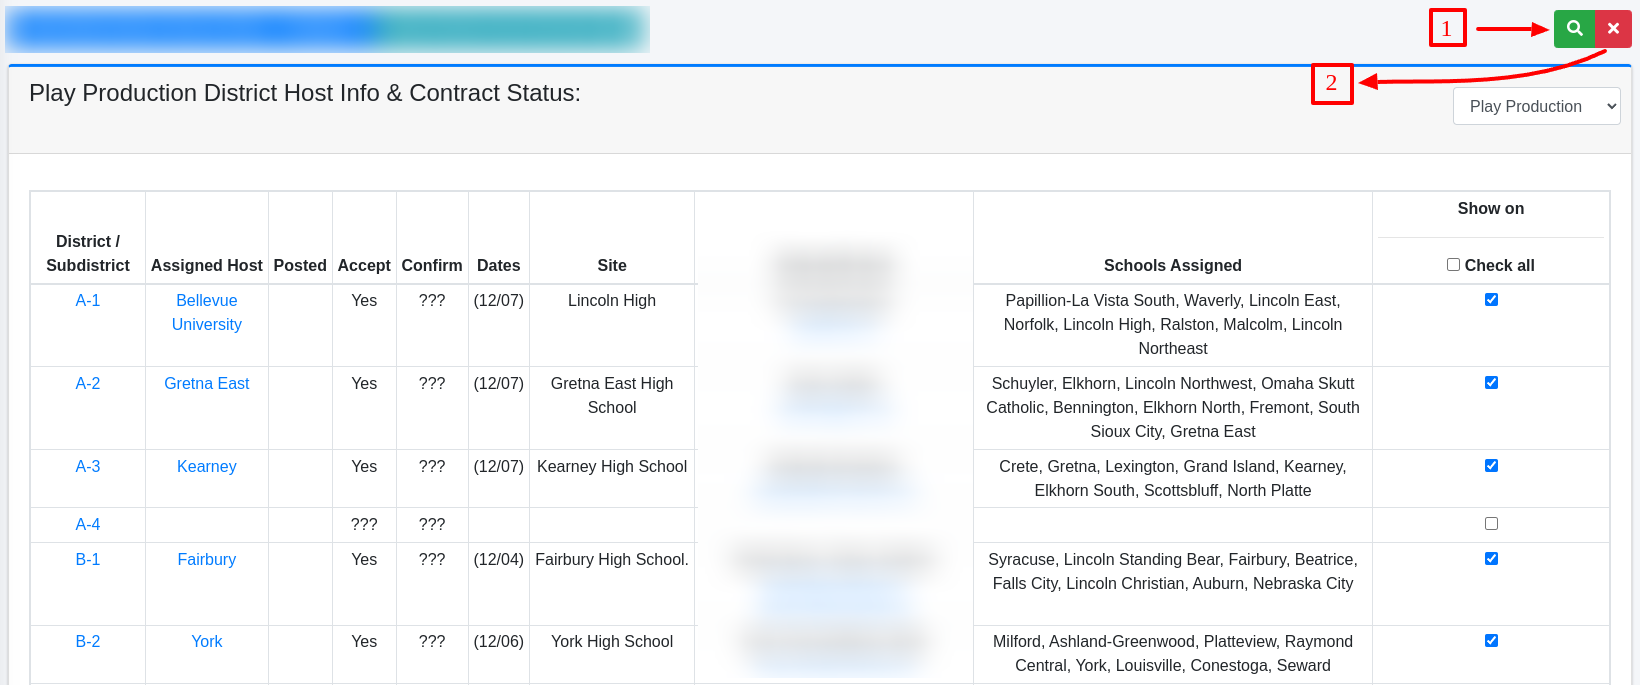 1
2
Play Production District Host Info & Contract Status:
Play Production
District / Subdistrict Assigned Host Posted Accept Confirm Dates Site Schools Assigned Show on
Check all
A-1 Bellevue University Yes ??? (12/07) Lincoln High Papillion-La Vista South, Waverly, Lincoln East,
Norfolk, Lincoln High, Ralston, Malcolm, Lincoln
Northeast
A-2 Gretna East Yes ??? (12/07) Gretna East High School Schuyler, Elkhorn, Lincoln Northwest, Omaha Skutt
Catholic, Bennington, Elkhorn North, Fremont, South
Sioux City, Gretna East
A-3 Kearney Yes ??? (12/07) Kearney High School Crete, Gretna, Lexington, Grand Island, Kearney,
Elkhorn South, Scottsbluff, North Platte
A-4 ??? ???
B-1 Fairbury Yes ??? (12/04) Fairbury High School. Syracuse, Lincoln Standing Bear, Fairbury, Beatrice,
Falls City, Lincoln Christian, Auburn, Nebraska City
B-2 York Yes ??? (12/06) York High School Milford, Ashland-Greenwood, Platteview, Raymond
Central, York, Louisville, Conestoga, Seward